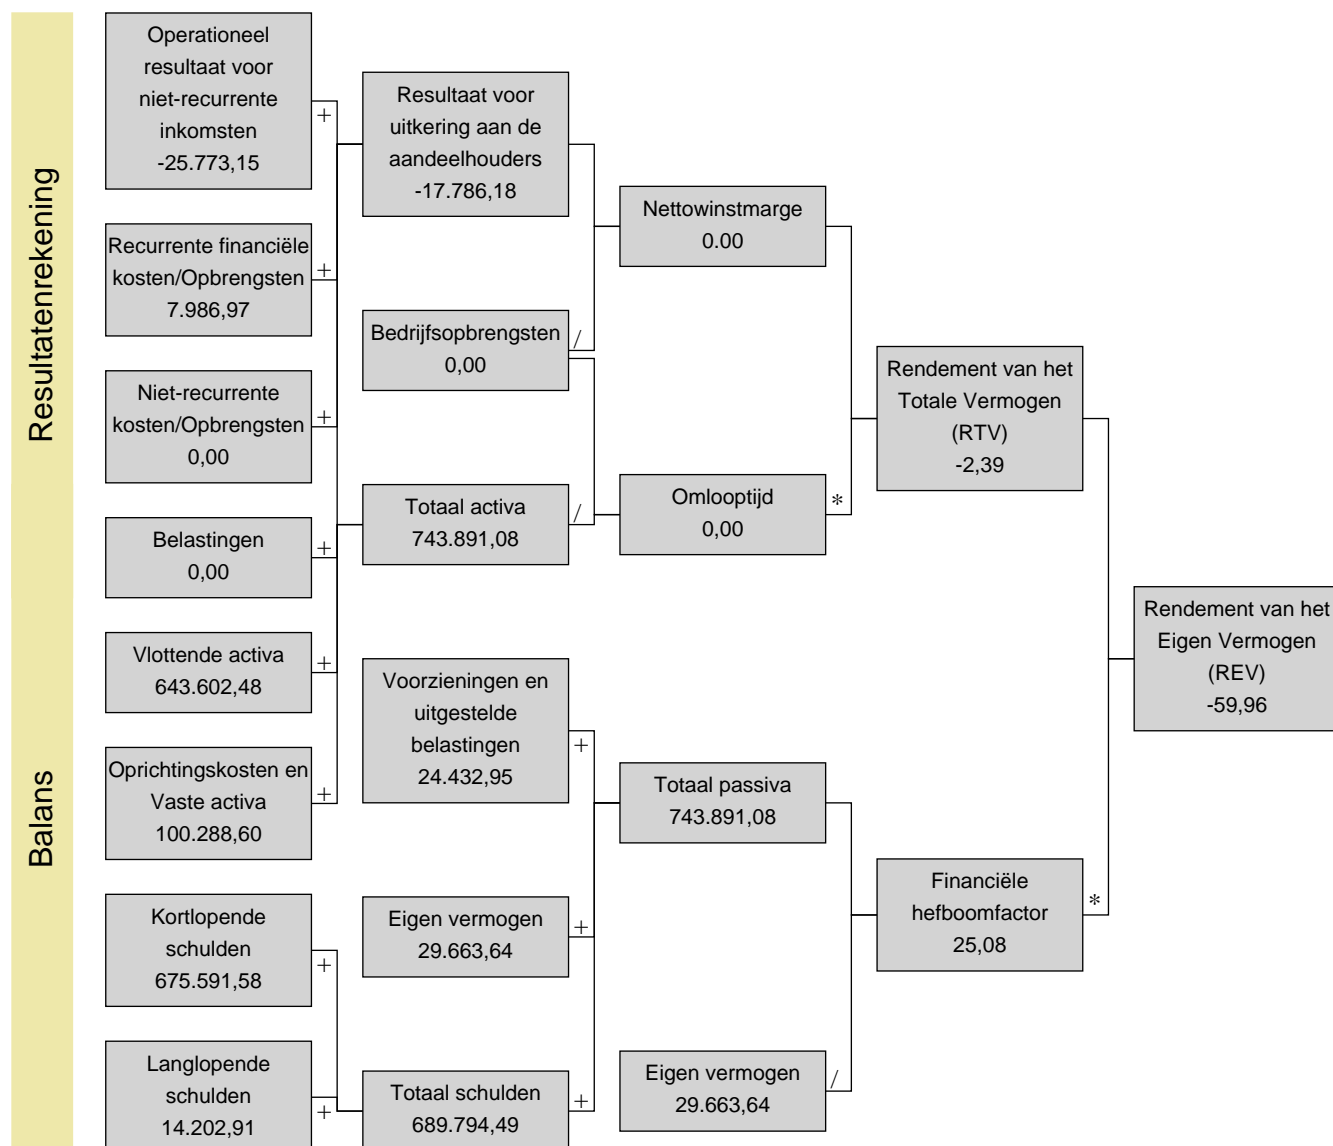 Resultatenrekening
Balans
Operationeel
resultaat voor
niet-recurrente
inkomsten
-25.773,15
+
Recurrente financiële
kosten/Opbrengsten
7.986,97
+
Niet-recurrente
kosten/Opbrengsten
0,00
+
Belastingen
0,00
+
Vlottende activa
643.602,48
+
Oprichtingskosten en
Vaste activa
100.288,60
+
Kortlopende
schulden
675.591,58
+
Langlopende
schulden
14.202,91
+
Resultaat voor
uitkering aan de
aandeelhouders
-17.786,18
Bedrijfsopbrengsten
0,00
/
Totaal activa
743.891,08
/
Voorzieningen en
uitgestelde
belastingen
24.432,95
+
Eigen vermogen
29.663,64
+
Totaal schulden
689.794,49
+
Nettowinstmarge
0.00
Omlooptijd
0,00
*
Totaal passiva
743.891,08
Eigen vermogen
29.663,64
/
Rendement van het
Totale Vermogen
(RTV)
-2,39
Financiële
hefboomfactor
25,08
*
Rendement van het
Eigen Vermogen
(REV)
-59,96